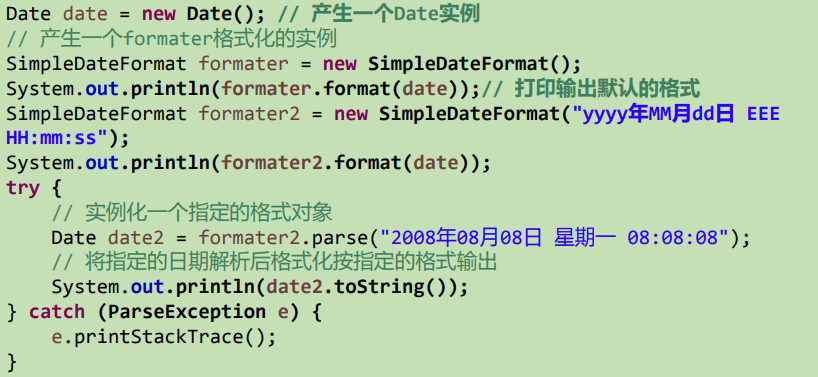 Date date = new Date(); // 产生一个Date实例
// 产生一个formater格式化的实例
SimpleDateFormat formater = new SimpleDateFormat();
System.out.println(formater.format(date));// 打印输出默认的格式
SimpleDateFormat formater2 = new SimpleDateFormat("yyyy年MM月dd日 EEE
HH:mm:ss");
System.out.println(formater2.format(date));
try {
    // 实例化一个指定的格式对象
    Date date2 = formater2.parse("2008年08月08日 星期一 08:08:08");
    // 将指定的日期解析后格式化按指定的格式输出
    System.out.println(date2.toString());
} catch (ParseException e) {
    e.printStackTrace();
}